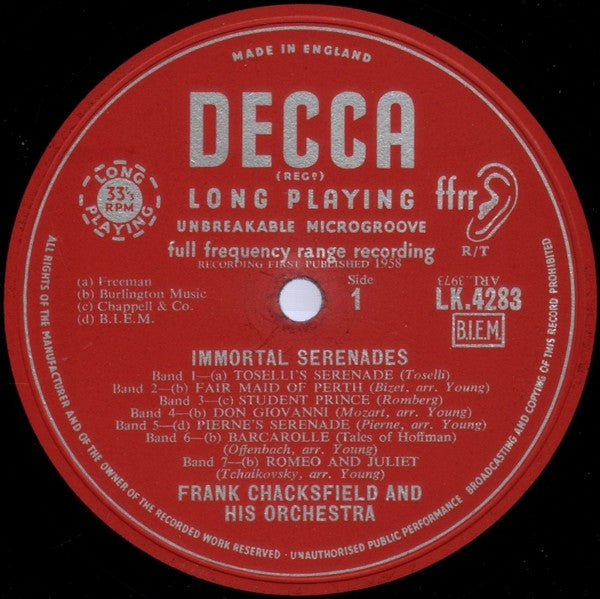 MADE IN ENGLAND
DECCA
(REGD)
LONG PLAYING
UNBREAKABLE MICROGROOVE
full frequency range recording
RECORDING FIRST PUBLISHED 1958
LONG PLAYING
33⅓
RPM
ffrr
R/T
(a) Freeman
(b) Burlington Music
(c) Chappell & Co.
(d) B.I.E.M.
Side
1
ARL.3973
LK.4283
B.I.E.M.
IMMORTAL SERENADES
Band 1—(a) TOSELLI'S SERENADE (Toselli)
Band 2—(b) FAIR MAID OF PERTH (Bizet, arr. Young)
Band 3—(c) STUDENT PRINCE (Romberg)
Band 4—(b) DON GIOVANNI (Mozart, arr. Young)
Band 5—(d) PIERNE'S SERENADE (Pierne, arr. Young)
Band 6—(b) BARCAROLLE (Tales of Hoffman)
(Offenbach, arr. Young)
Band 7—(b) ROMEO AND JULIET
(Tchaikovsky, arr. Young)
FRANK CHACKSFIELD AND
HIS ORCHESTRA
ALL RIGHTS OF THE MANUFACTURER AND OF THE OWNER OF THE RECORDED WORK RESERVED · UNAUTHORISED PUBLIC PERFORMANCE BROADCASTING AND COPYING OF THIS RECORD PROHIBITED